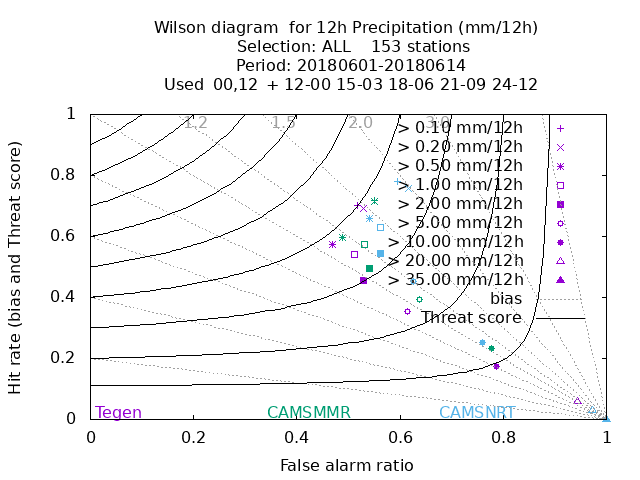 Wilson diagram  for 12h Precipitation (mm/12h)
Selection: ALL    153 stations
Period: 20180601-20180614
Used  00,12  + 12-00 15-03 18-06 21-09 24-12
1.2 1.5 2.0 3.0
> 0.10 mm/12h
> 0.20 mm/12h
> 0.50 mm/12h
> 1.00 mm/12h
> 2.00 mm/12h
> 5.00 mm/12h
> 10.00 mm/12h
> 20.00 mm/12h
> 35.00 mm/12h
bias
Threat score
Hit rate (bias and Threat score)
1
0.8
0.6
0.4
0.2
0
Tegen CAMSMMR CAMSNRT
0 0.2 0.4 0.6 0.8 1
False alarm ratio